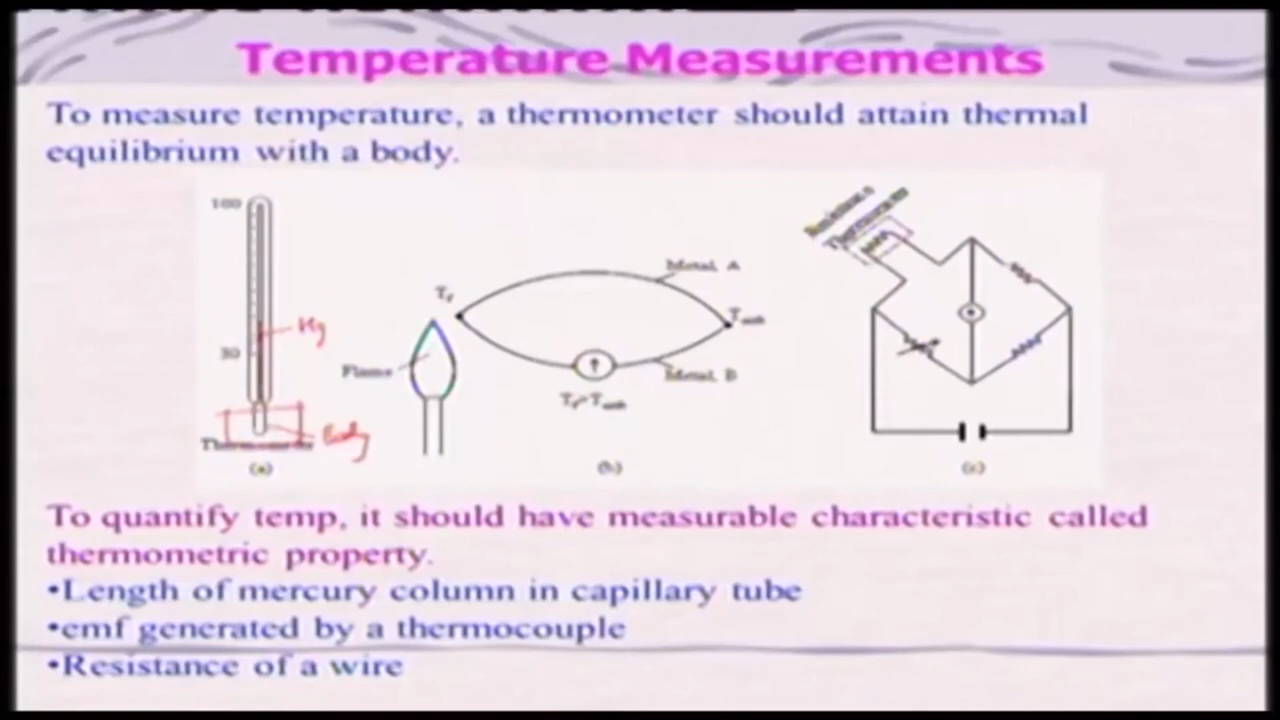 Temperature Measurements
To measure temperature, a thermometer should attain thermal
equilibrium with a body.
100
Hg
30
Body
(a)
Metal, A
Flame
Metal, B
(b)
(c)
To quantify temp, it should have measurable characteristic called
thermometric property.
•Length of mercury column in capillary tube
•emf generated by a thermocouple
•Resistance of a wire